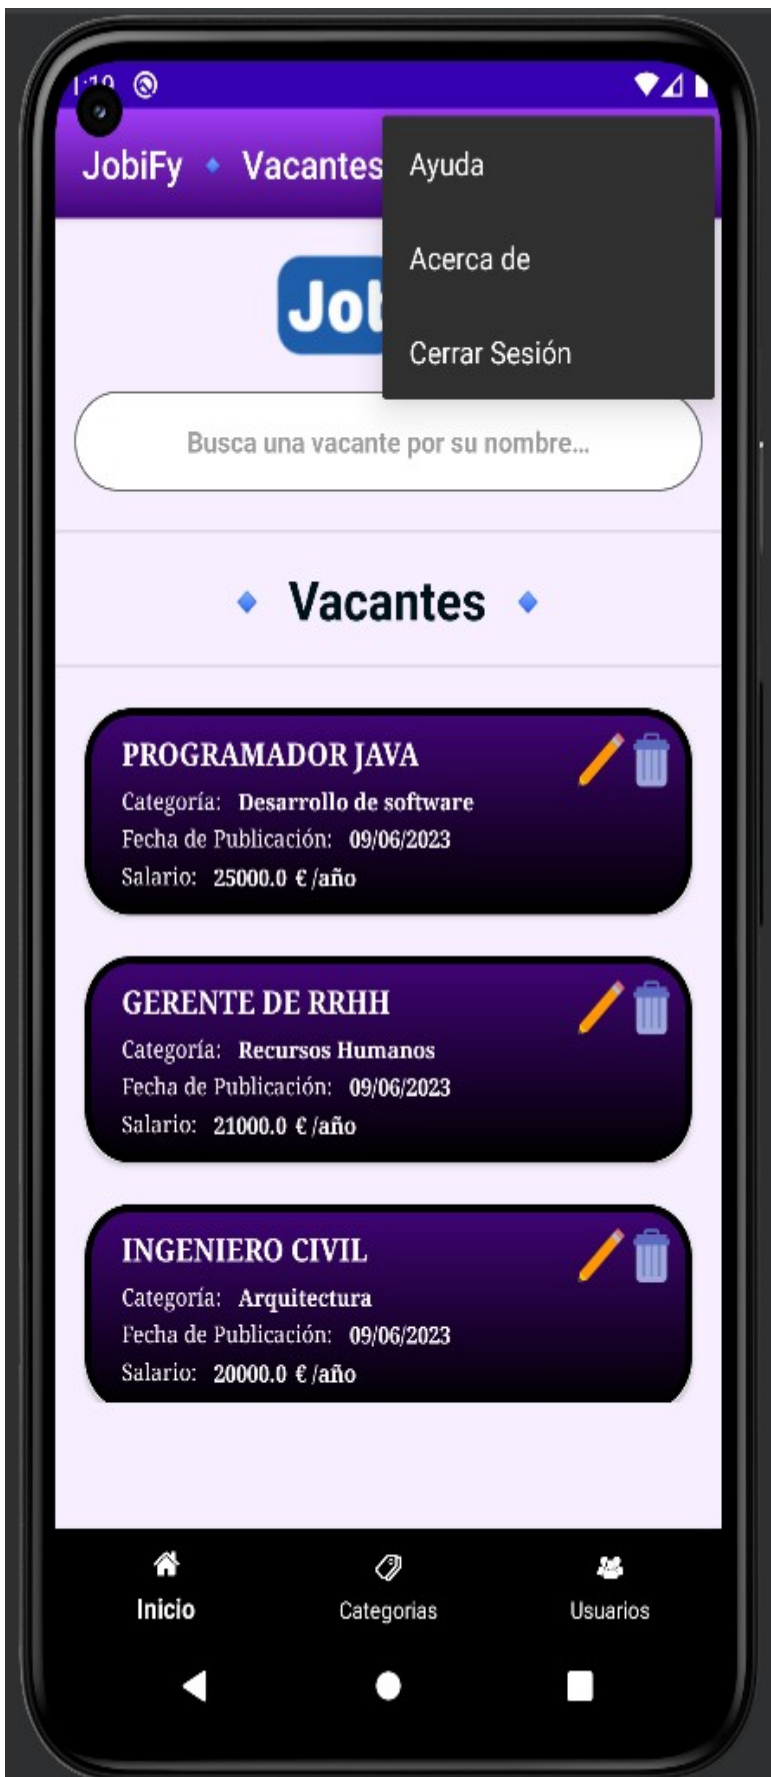 1:19
JobiFy 🔹 Vacantes
Ayuda
Acerca de
Cerrar Sesión
Busca una vacante por su nombre...
🔹 Vacantes 🔹
PROGRAMADOR JAVA
Categoría: Desarrollo de software
Fecha de Publicación: 09/06/2023
Salario: 25000.0 €/año
GERENTE DE RRHH
Categoría: Recursos Humanos
Fecha de Publicación: 09/06/2023
Salario: 21000.0 €/año
INGENIERO CIVIL
Categoría: Arquitectura
Fecha de Publicación: 09/06/2023
Salario: 20000.0 €/año
Inicio
Categorias
Usuarios